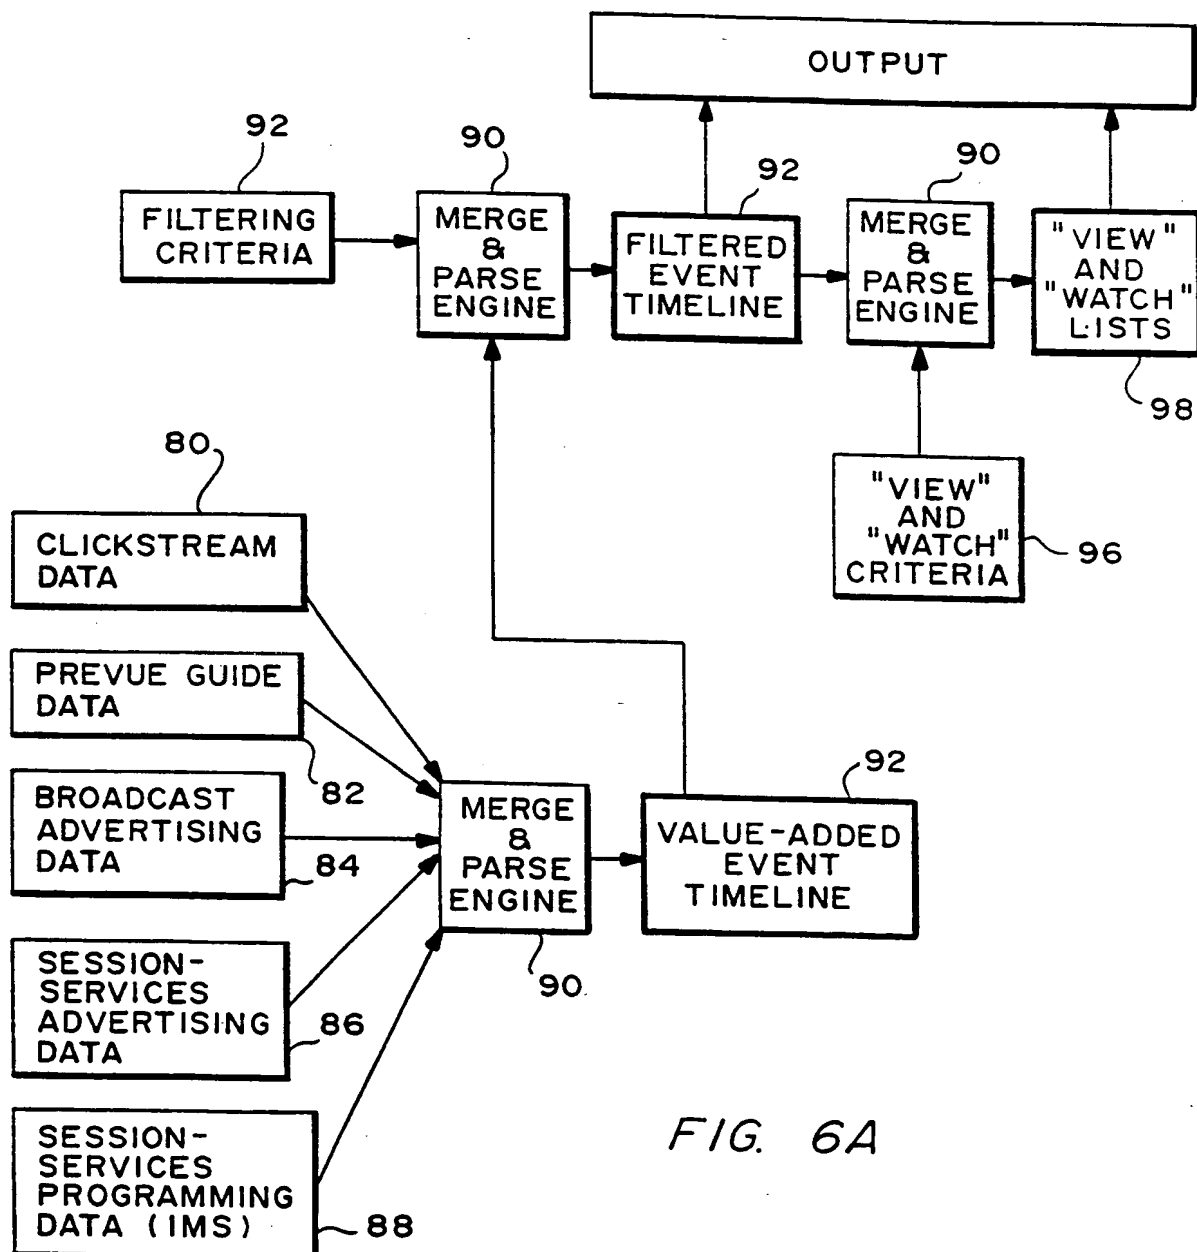 OUTPUT
92
FILTERING
CRITERIA
90
MERGE
&
PARSE
ENGINE
92
FILTERED
EVENT
TIMELINE
90
MERGE
&
PARSE
ENGINE
"VIEW"
AND
"WATCH"
LISTS
98
"VIEW"
AND
"WATCH"
CRITERIA
96
80
CLICKSTREAM
DATA
PREVUE GUIDE
DATA
82
BROADCAST
ADVERTISING
DATA
84
SESSION-
SERVICES
ADVERTISING
DATA
86
SESSION-
SERVICES
PROGRAMMING
DATA (IMS)
88
MERGE
&
PARSE
ENGINE
90
92
VALUE-ADDED
EVENT
TIMELINE
FIG. 6A